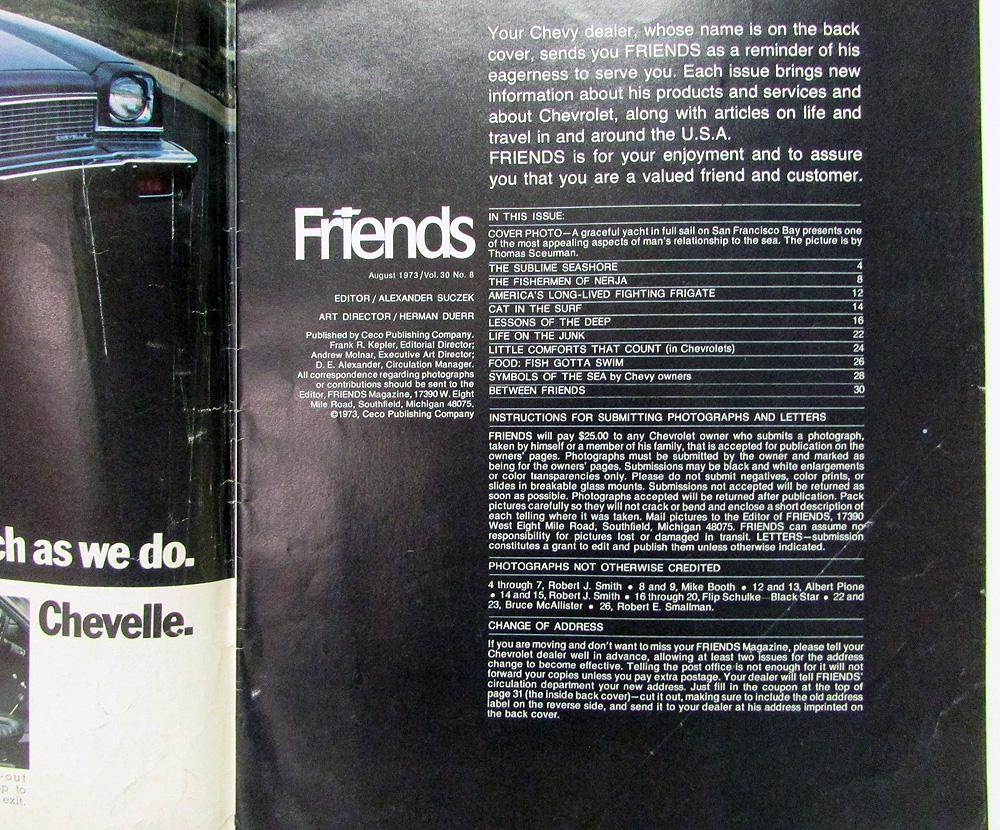 CHEVELLE
ch as we do.
Chevelle.
-out
p to
exit.
Your Chevy dealer, whose name is on the back
cover, sends you FRIENDS as a reminder of his
eagerness to serve you. Each issue brings new
information about his products and services and
about Chevrolet, along with articles on life and
travel in and around the U.S.A.
FRIENDS is for your enjoyment and to assure
you that you are a valued friend and customer.
Friends
August 1973/Vol. 30 No. 8
EDITOR/ALEXANDER SUCZEK
ART DIRECTOR/HERMAN DUERR
Published by Ceco Publishing Company.
Frank R. Kepler, Editorial Director;
Andrew Molnar, Executive Art Director;
D. E. Alexander, Circulation Manager.
All correspondence regarding photographs
or contributions should be sent to the
Editor, FRIENDS Magazine, 17390 W. Eight
Mile Road, Southfield, Michigan 48075.
©1973, Ceco Publishing Company
IN THIS ISSUE:
COVER PHOTO—A graceful yacht in full sail on San Francisco Bay presents one
of the most appealing aspects of man's relationship to the sea. The picture is by
Thomas Sceurman.
THE SUBLIME SEASHORE 4
THE FISHERMEN OF NERJA 8
AMERICA'S LONG-LIVED FIGHTING FRIGATE 12
CAT IN THE SURF 14
LESSONS OF THE DEEP 16
LIFE ON THE JUNK 22
LITTLE COMFORTS THAT COUNT (in Chevrolets) 24
FOOD: FISH GOTTA SWIM 26
SYMBOLS OF THE SEA by Chevy owners 28
BETWEEN FRIENDS 30
INSTRUCTIONS FOR SUBMITTING PHOTOGRAPHS AND LETTERS
FRIENDS will pay $25.00 to any Chevrolet owner who submits a photograph,
taken by himself or a member of his family, that is accepted for publication on the
owners' pages. Photographs must be submitted by the owner and marked as
being for the owners' pages. Submissions may be black and white enlargements
or color transparencies only. Please do not submit negatives, color prints, or
slides in breakable glass mounts. Submissions not accepted will be returned as
soon as possible. Photographs accepted will be returned after publication. Pack
pictures carefully so they will not crack or bend and enclose a short description of
each telling where it was taken. Mail pictures to the Editor of FRIENDS, 17390
West Eight Mile Road, Southfield, Michigan 48075. FRIENDS can assume no
responsibility for pictures lost or damaged in transit. LETTERS—submission
constitutes a grant to edit and publish them unless otherwise indicated.
PHOTOGRAPHS NOT OTHERWISE CREDITED
4 through 7, Robert J. Smith • 8 and 9, Mike Booth • 12 and 13, Albert Pione
• 14 and 15, Robert J. Smith • 16 through 20, Flip Schulke—Black Star • 22 and
23, Bruce McAllister • 26, Robert E. Smallman.
CHANGE OF ADDRESS
If you are moving and don't want to miss your FRIENDS Magazine, please tell your
Chevrolet dealer well in advance, allowing at least two issues for the address
change to become effective. Telling the post office is not enough for it will not
forward your copies unless you pay extra postage. Your dealer will tell FRIENDS'
circulation department your new address. Just fill in the coupon at the top of
page 31 (the inside back cover)—cut it out, making sure to include the old address
label on the reverse side, and send it to your dealer at his address imprinted on
the back cover.